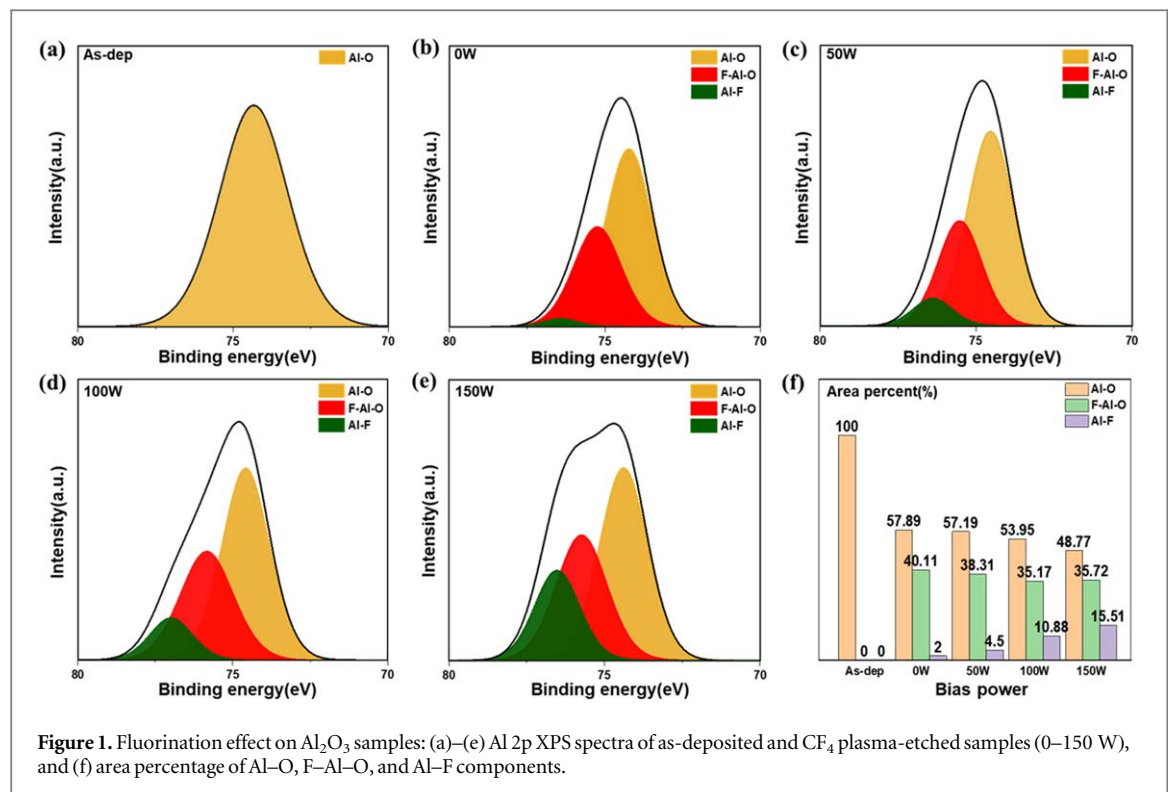 (a)
As-dep
Al-O
Intensity(a.u.)
80
75
70
Binding energy(eV)
(b)
0W
Al-O
F-Al-O
Al-F
Intensity(a.u.)
80
75
70
Binding energy(eV)
(c)
50W
Al-O
F-Al-O
Al-F
Intensity(a.u.)
80
75
70
Binding energy(eV)
(d)
100W
Al-O
F-Al-O
Al-F
Intensity(a.u.)
80
75
70
Binding energy(eV)
(e)
150W
Al-O
F-Al-O
Al-F
Intensity(a.u.)
80
75
70
Binding energy(eV)
(f)
Area percent(%)
Al-O
F-Al-O
Al-F
100
0 0
57.89
40.11
2
57.19
38.31
4.5
53.95
35.17
10.88
48.77
35.72
15.51
As-dep 0W 50W 100W 150W
Bias power
Figure 1. Fluorination effect on Al₂O₃ samples: (a)–(e) Al 2p XPS spectra of as-deposited and CF₄ plasma-etched samples (0–150 W),
and (f) area percentage of Al–O, F–Al–O, and Al–F components.